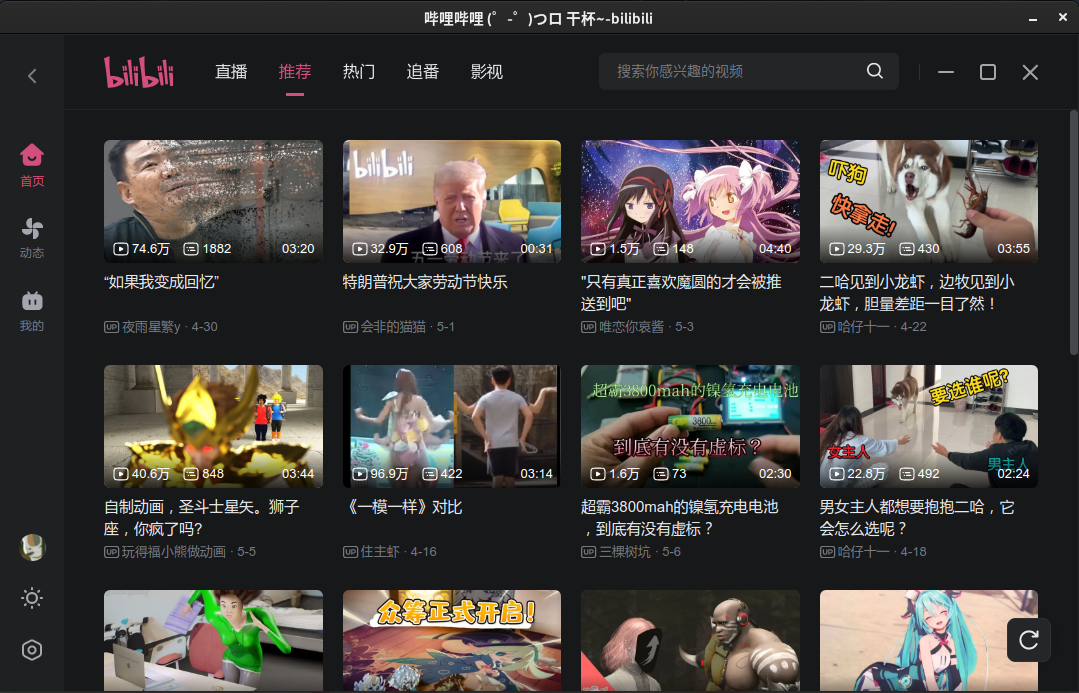 哔哩哔哩 (゜-゜)つロ 干杯~-bilibili
bilibili
直播
推荐
热门
追番
影视
搜索你感兴趣的视频
首页
动态
我的
74.6万
1882
03:20
“如果我变成回忆”
UP 夜雨星繁y · 4-30
bilibili
32.9万
608
00:31
特朗普祝大家劳动节快乐
UP 会非的猫猫 · 5-1
1.5万
148
04:40
"只有真正喜欢魔圆的才会被推
送到吧"
UP 唯恋你哀酱 · 5-3
吓狗
快拿走!
29.3万
430
03:55
二哈见到小龙虾，边牧见到小
龙虾，胆量差距一目了然！
UP 哈仔十一 · 4-22
40.6万
848
03:44
自制动画，圣斗士星矢。狮子
座，你疯了吗?
UP 玩得福小熊做动画 · 5-5
96.9万
422
03:14
《一模一样》对比
UP 住主虾 · 4-16
超霸3800mah的镍氢充电电池
3800
到底有没有虚标？
1.6万
73
02:30
超霸3800mah的镍氢充电电池
，到底有没有虚标？
UP 三棵树坑 · 5-6
要选谁呢?
女主人
男主人
22.8万
492
02:24
男女主人都想要抱抱二哈，它
会怎么选呢？
UP 哈仔十一 · 4-18
众筹正式开启!